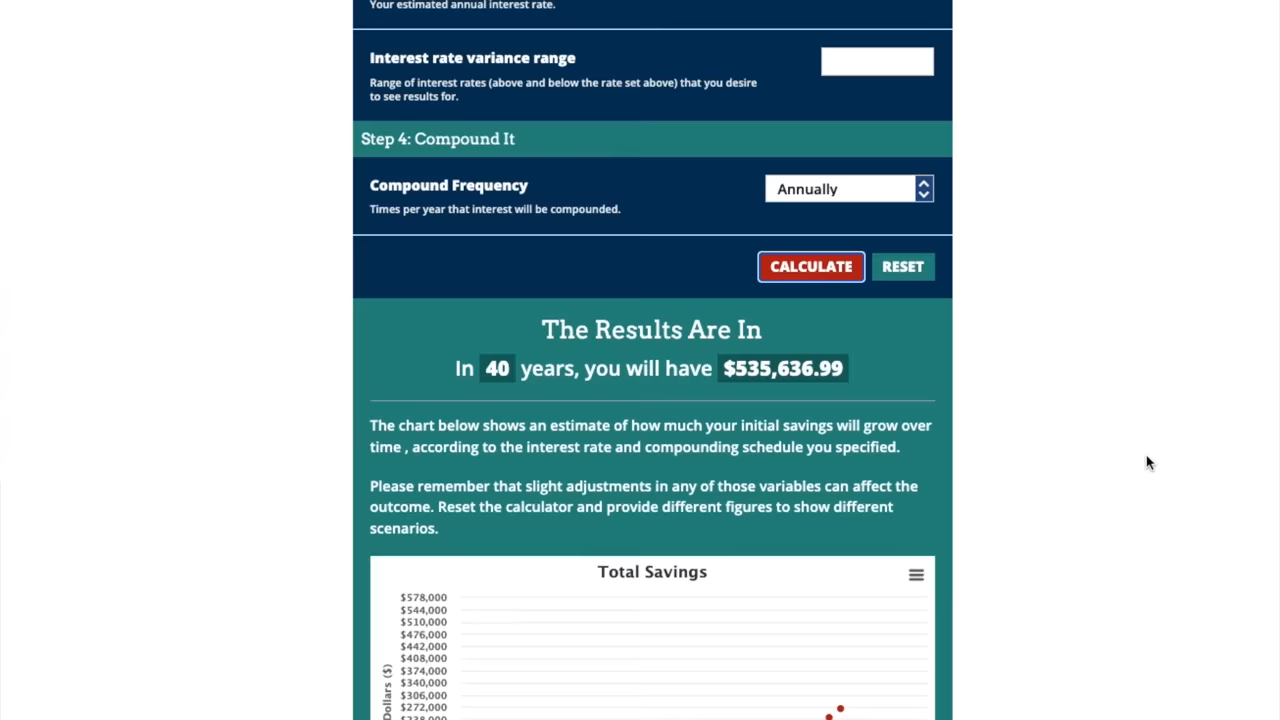 Your estimated annual interest rate.
Interest rate variance range
Range of interest rates (above and below the rate set above) that you desire
to see results for.
Step 4: Compound It
Compound Frequency
Annually
Times per year that interest will be compounded.
CALCULATE RESET
The Results Are In
In 40 years, you will have $535,636.99
The chart below shows an estimate of how much your initial savings will grow over
time , according to the interest rate and compounding schedule you specified.
Please remember that slight adjustments in any of those variables can affect the
outcome. Reset the calculator and provide different figures to show different
scenarios.
Total Savings
$578,000
$544,000
$510,000
$476,000
$442,000
$408,000
$374,000
$340,000
$306,000
$272,000
$238,000
Dollars ($)